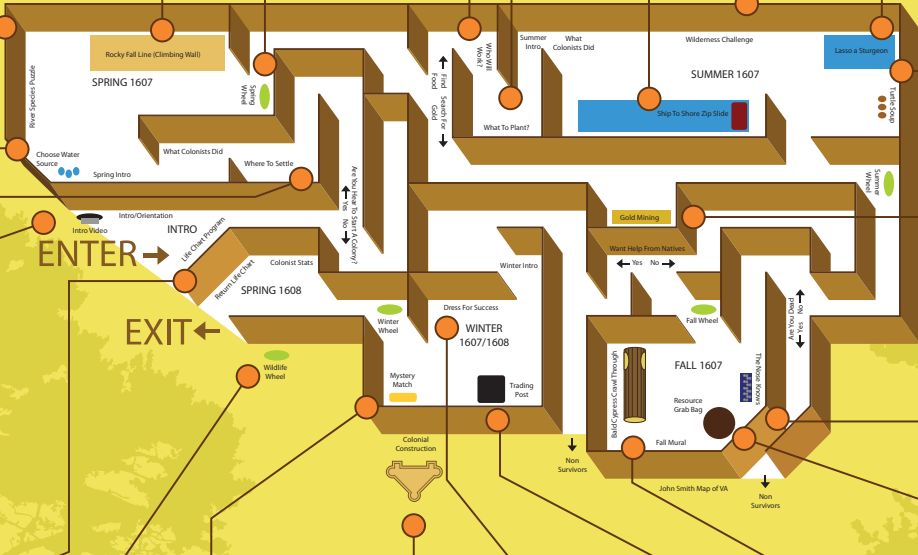 Rocky Fall Line (Climbing Wall)
SPRING 1607
River Species Puzzle
Spring
Wheel
What Colonists Did
Choose Water
Source
Spring Intro
Where To Settle
Find
Food
Search For
Gold
Who Will
Work?
Summer
Intro
What
Colonists Did
Wilderness Challenge
SUMMER 1607
Lasso a Sturgeon
Turtle Soup
What To Plant?
Ship To Shore Zip Slide
Summer
Wheel
Are You Hear To Start A Colony?
Yes
No
Intro/Orientation
Intro Video
INTRO
ENTER
Life Chart Program
Return Life Chart
Colonist Stats
SPRING 1608
EXIT
Wildlife
Wheel
Winter
Wheel
Dress For Success
WINTER
1607/1608
Winter Intro
Mystery
Match
Trading
Post
Colonial
Construction
Gold Mining
Want Help From Natives
Yes No
Fall Wheel
Are You Dead?
No
Yes
FALL 1607
Bald Cypress Crawl Through
The Nose Knows
Resource
Grab Bag
Fall Mural
John Smith Map of VA
Non
Survivors
Non
Survivors